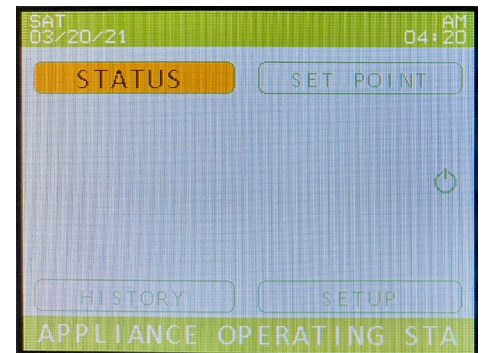 SAT AM
03/20/21 04:20
STATUS SET POINT
HISTORY SETUP
APPLIANCE OPERATING STA